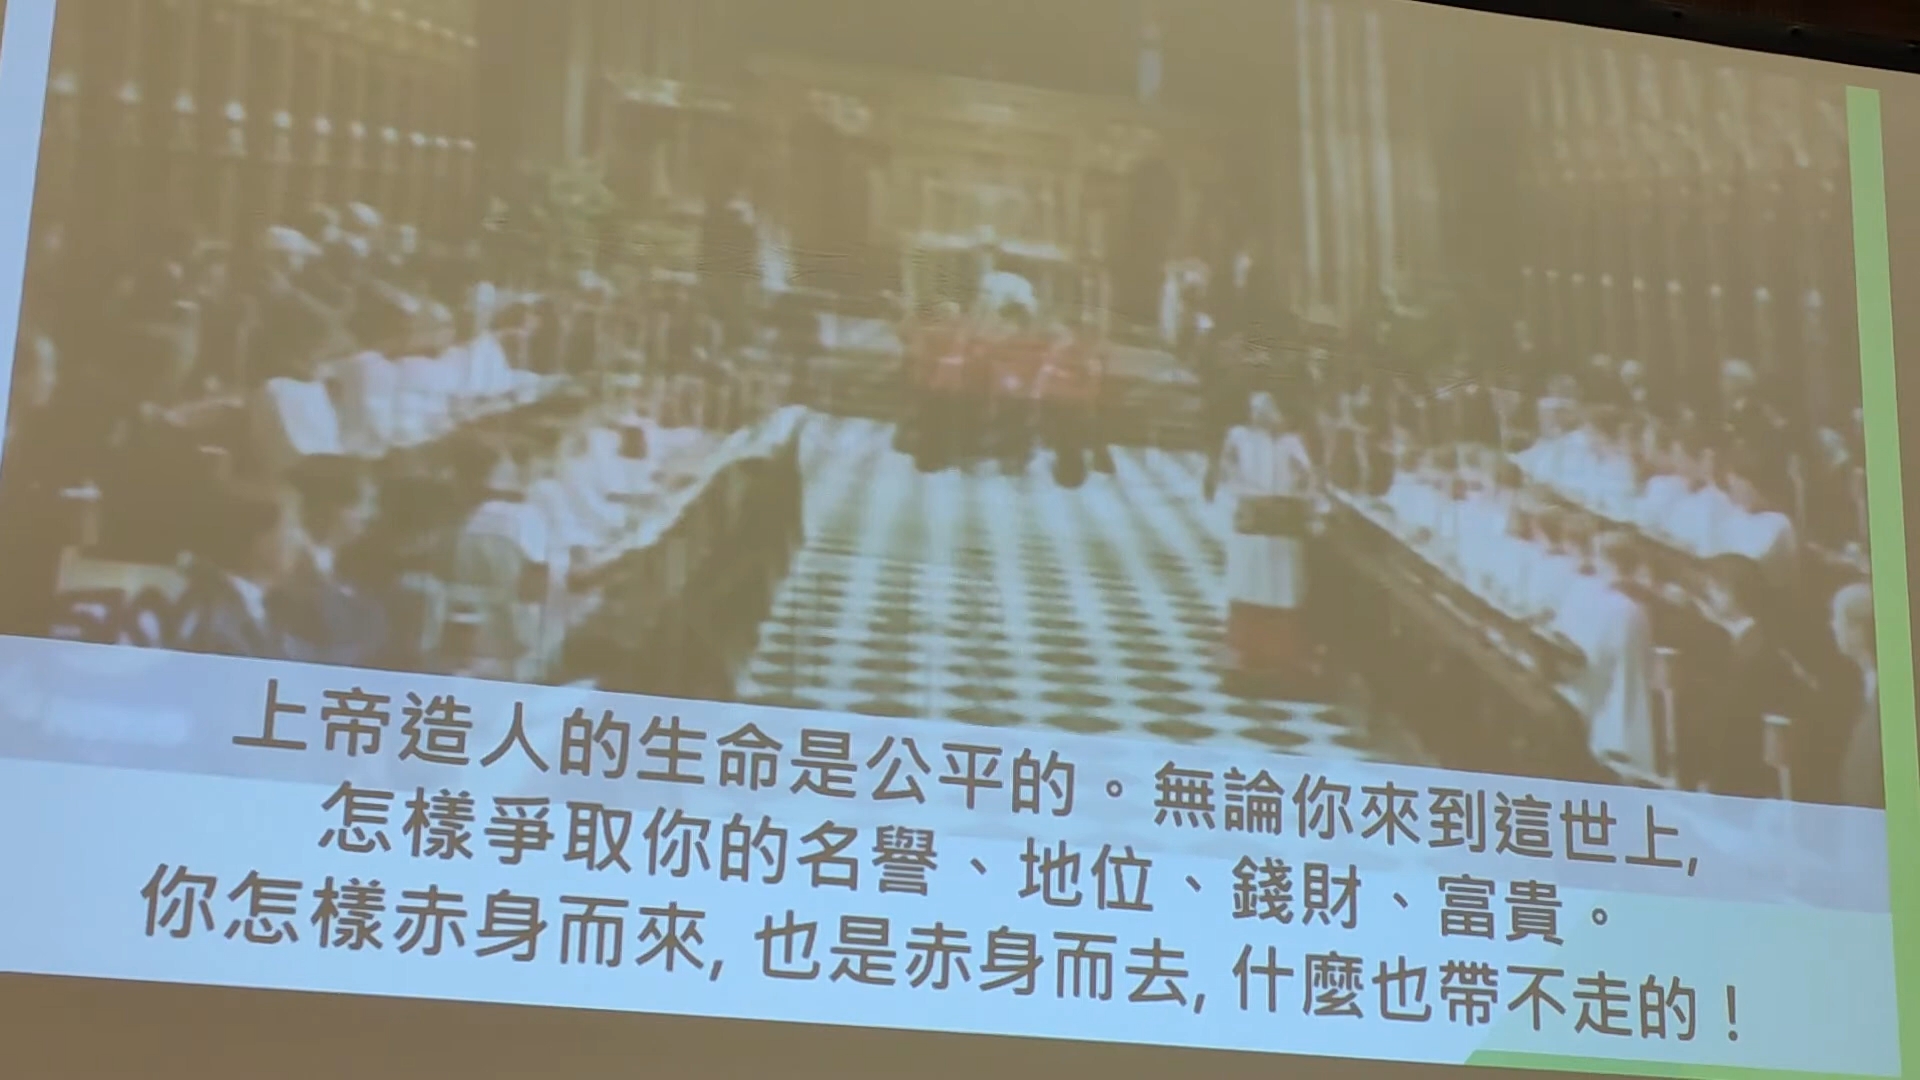 上帝造人的生命是公平的。無論你來到這世上,
怎樣爭取你的名譽、地位、錢財、富貴。
你怎樣赤身而來, 也是赤身而去, 什麼也帶不走的！